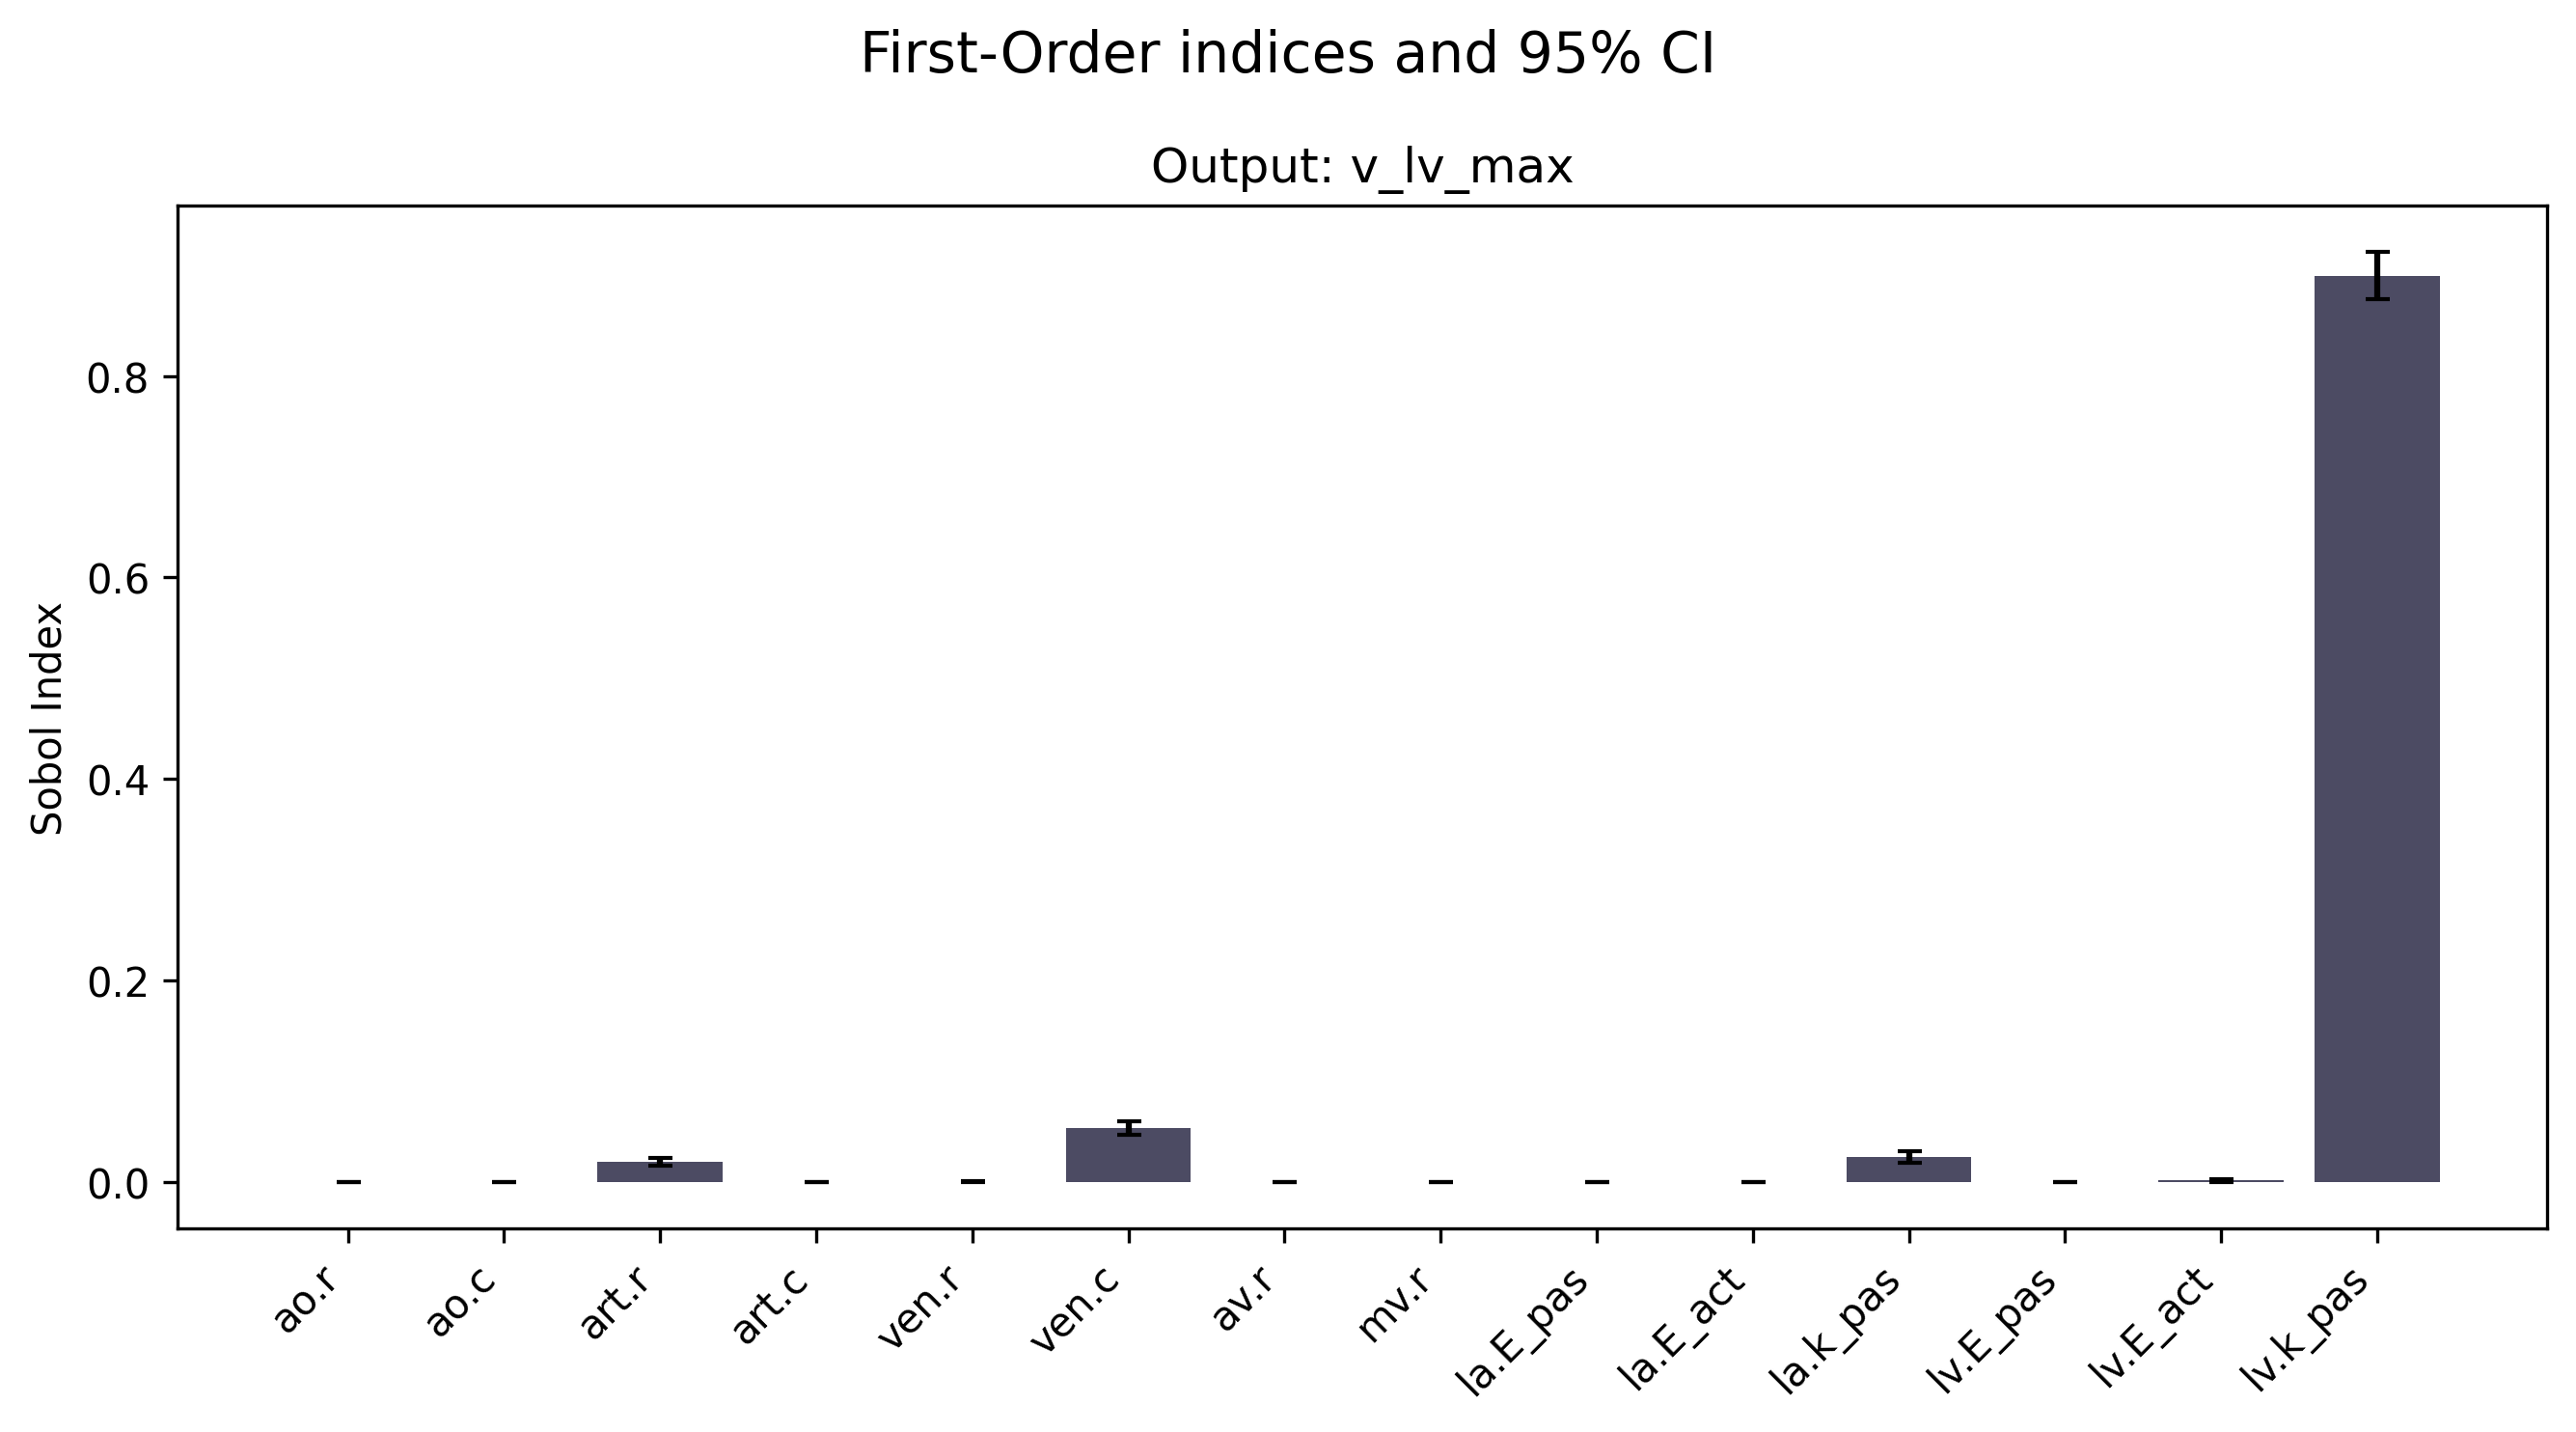 First-Order indices and 95% CI
Output: v_lv_max
Sobol Index
0.8
0.6
0.4
0.2
0.0
ao.r
ao.c
art.r
art.c
ven.r
ven.c
av.r
mv.r
la.E_pas
la.E_act
la.k_pas
lv.E_pas
lv.E_act
lv.k_pas